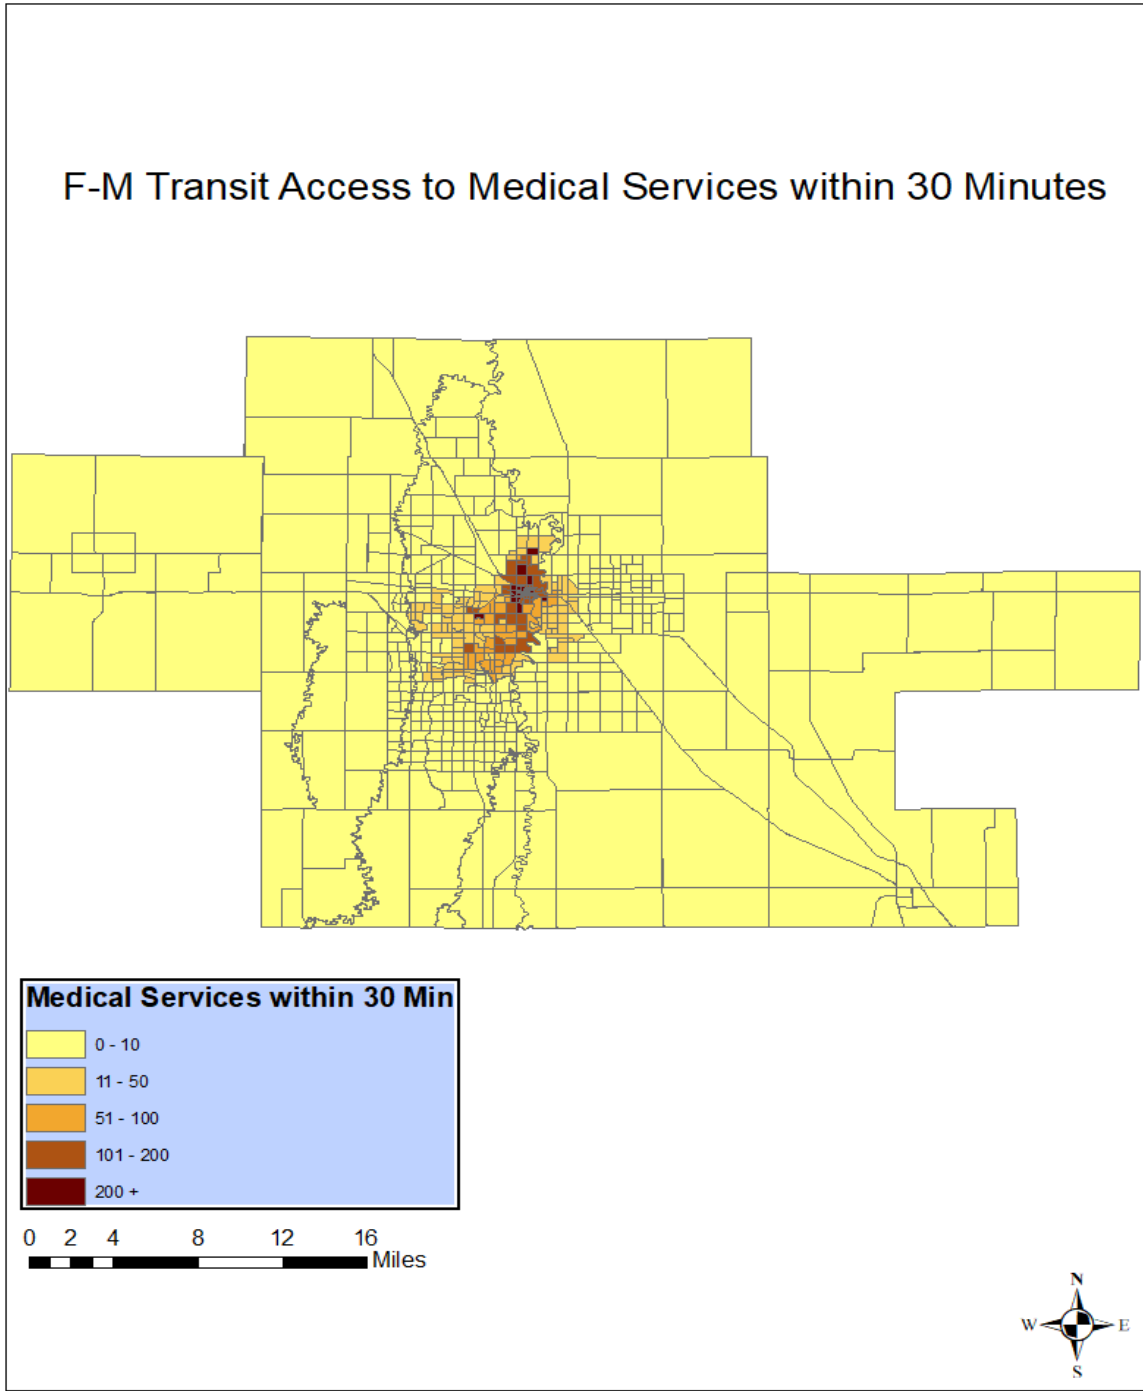 F-M Transit Access to Medical Services within 30 Minutes
Medical Services within 30 Min
0 - 10
11 - 50
51 - 100
101 - 200
200 +
0 2 4 8 12 16
Miles
N
W E
S